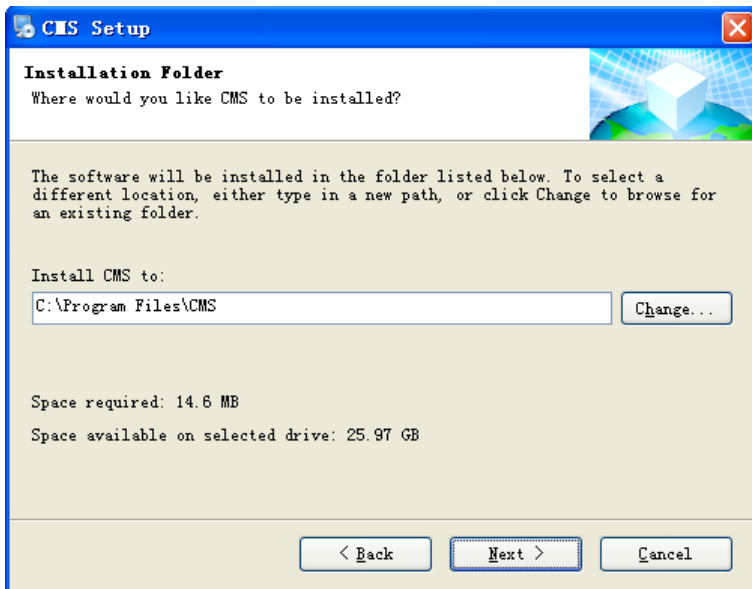 CMS Setup
Installation Folder
Where would you like CMS to be installed?
The software will be installed in the folder listed below. To select a
different location, either type in a new path, or click Change to browse for
an existing folder.
Install CMS to:
C:\Program Files\CMS
Change...
Space required: 14.6 MB
Space available on selected drive: 25.97 GB
< Back
Next >
Cancel